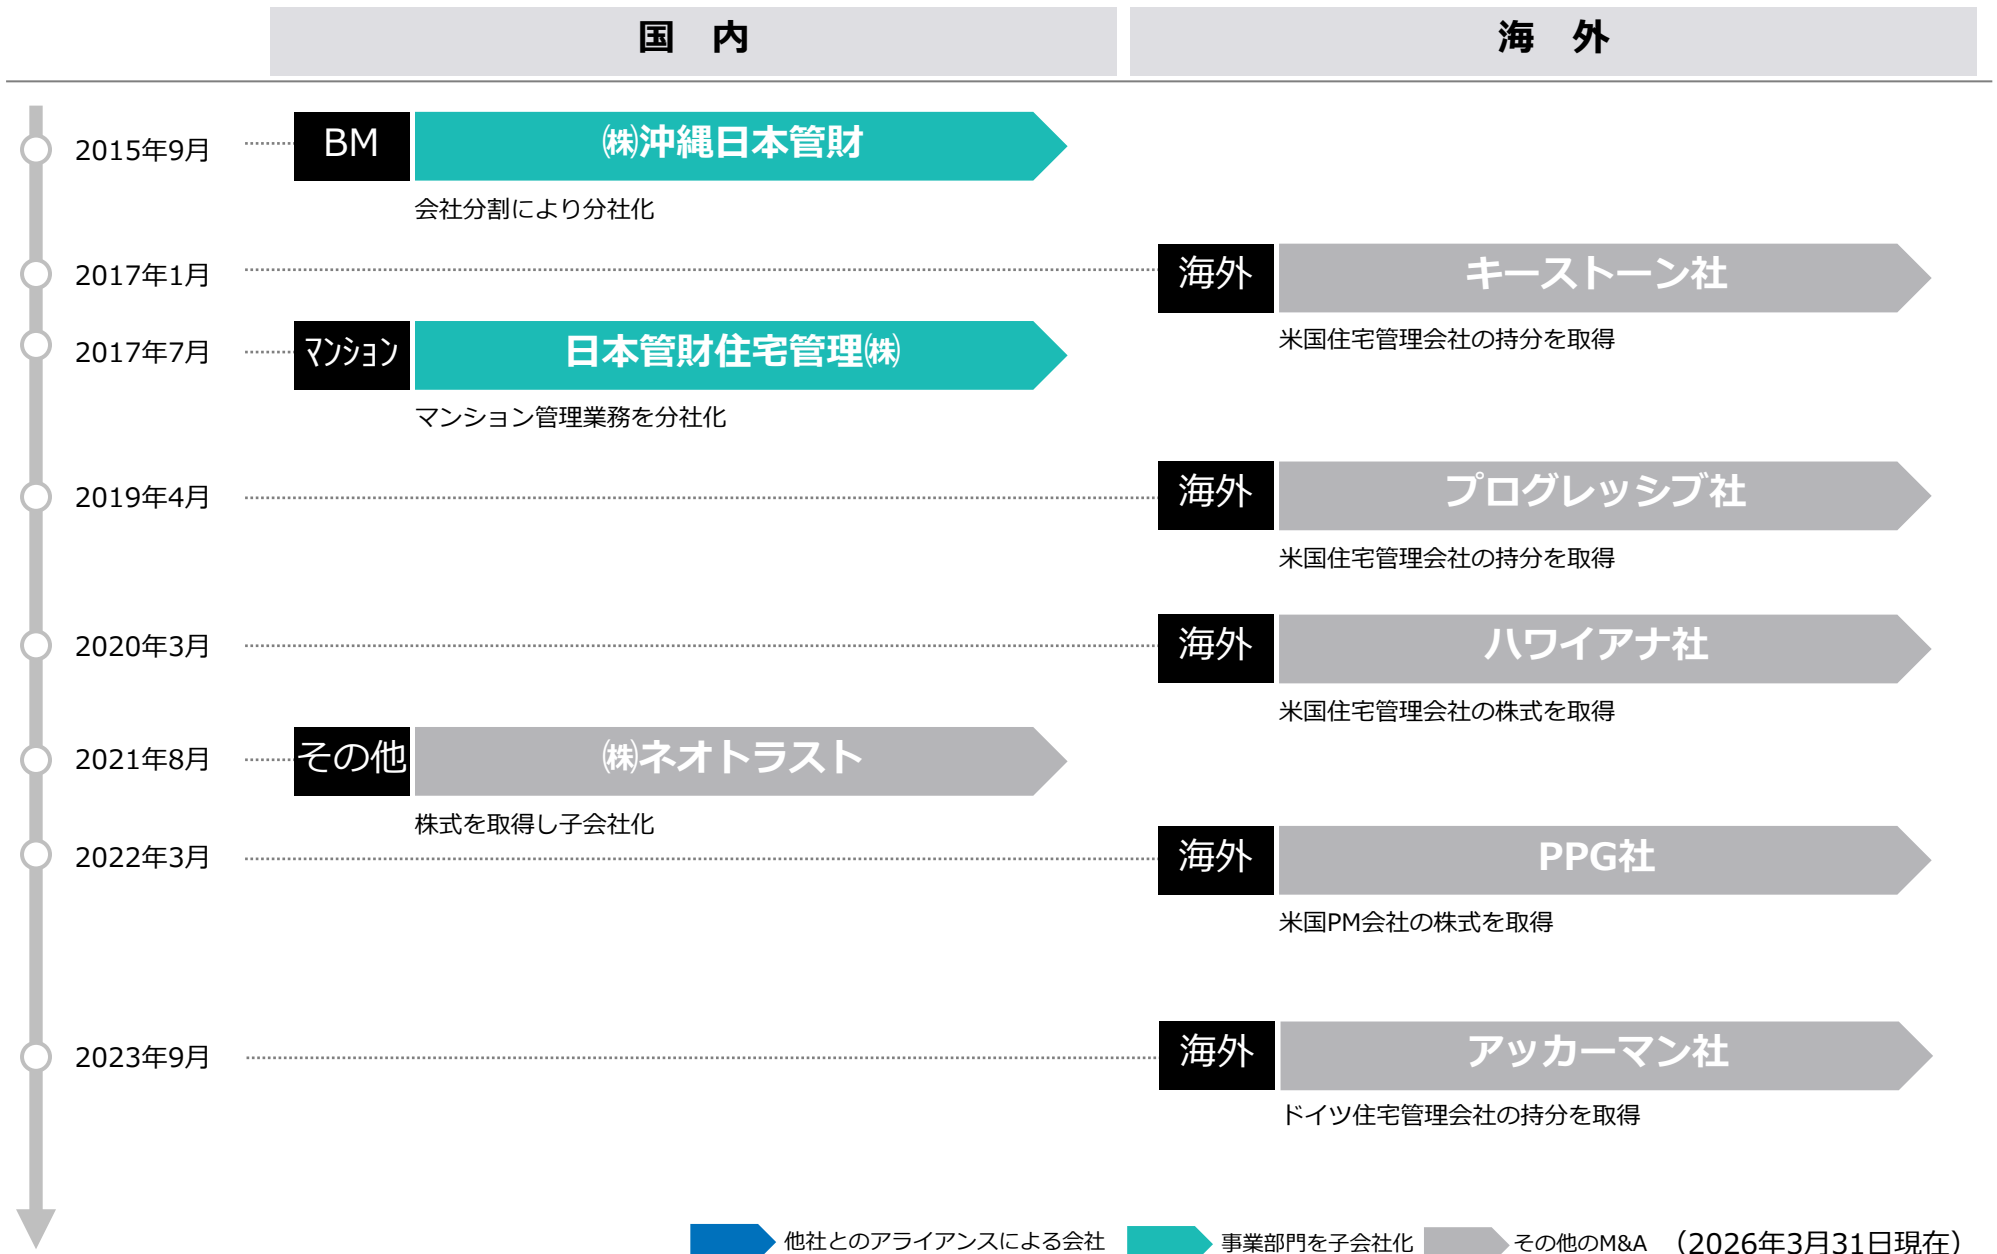 国 内
海 外
2015年9月
BM
㈱沖縄日本管財
会社分割により分社化
2017年1月
海外
キーストーン社
米国住宅管理会社の持分を取得
2017年7月
ﾏﾝｼｮﾝ
日本管財住宅管理㈱
マンション管理業務を分社化
2019年4月
海外
プログレッシブ社
米国住宅管理会社の持分を取得
2020年3月
海外
ハワイアナ社
米国住宅管理会社の株式を取得
2021年8月
その他
㈱ネオトラスト
株式を取得し子会社化
2022年3月
海外
PPG社
米国PM会社の株式を取得
2023年9月
海外
アッカーマン社
ドイツ住宅管理会社の持分を取得
他社とのアライアンスによる会社
事業部門を子会社化
その他のM&A
（2026年3月31日現在）